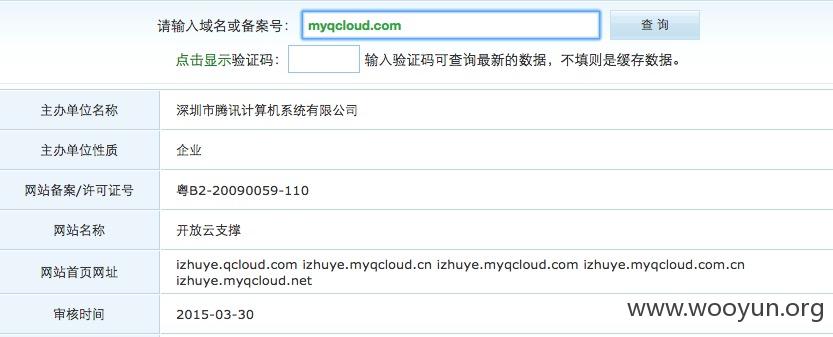 请输入域名或备案号： myqcloud.com 查 询
点击显示验证码： 输入验证码可查询最新的数据，不填则是缓存数据。
主办单位名称 深圳市腾讯计算机系统有限公司
主办单位性质 企业
网站备案/许可证号 粤B2-20090059-110
网站名称 开放云支撑
网站首页网址 izhuye.qcloud.com izhuye.myqcloud.cn izhuye.myqcloud.com izhuye.myqcloud.com.cn
izhuye.myqcloud.net
审核时间 2015-03-30
www.wooyun.org